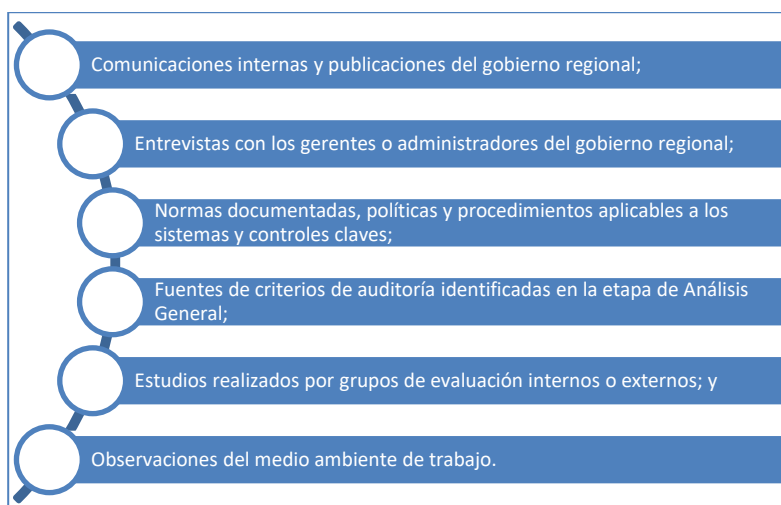 Comunicaciones internas y publicaciones del gobierno regional;
Entrevistas con los gerentes o administradores del gobierno regional;
Normas documentadas, políticas y procedimientos aplicables a los
sistemas y controles claves;
Fuentes de criterios de auditoría identificadas en la etapa de Análisis
General;
Estudios realizados por grupos de evaluación internos o externos; y
Observaciones del medio ambiente de trabajo.